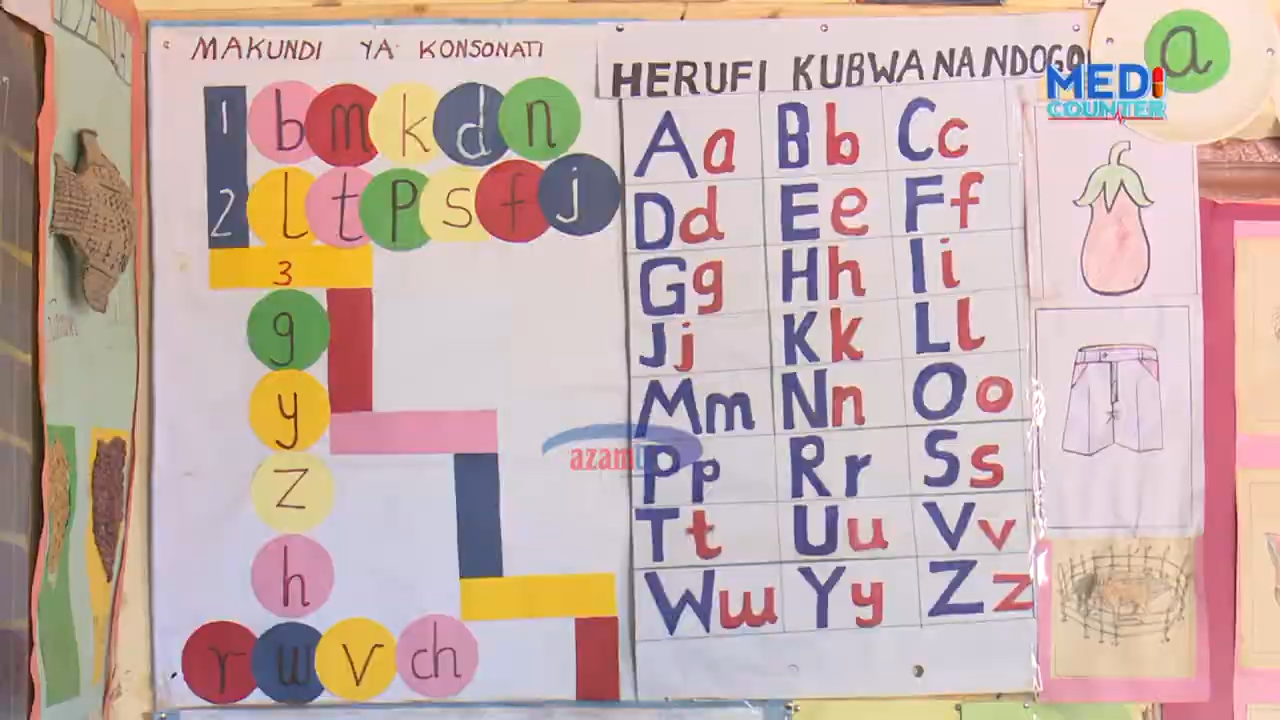 MAKUNDI YA KONSONATI
1 b m k d n
2 l t p s f j
3
g
y
z
h
r w v ch
HERUFI KUBWA NA NDOGO
Aa Bb Cc
Dd Ee Ff
Gg Hh Ii
Jj Kk Ll
Mm Nn Oo
Pp Rr Ss
Tt Uu Vv
Ww Yy Zz
a
MEDI
COUNTER
azam